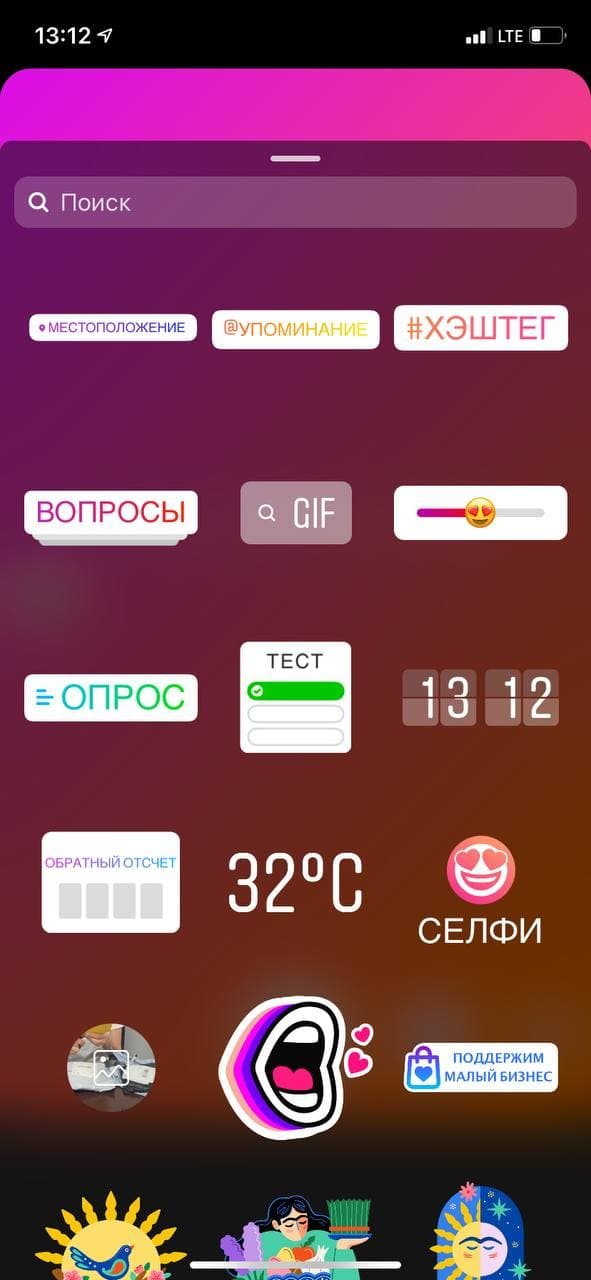 13:12
LTE
Поиск
МЕСТОПОЛОЖЕНИЕ
@УПОМИНАНИЕ
#ХЭШТЕГ
ВОПРОСЫ
GIF
ОПРОС
ТЕСТ
13 12
ОБРАТНЫЙ ОТСЧЕТ
32°C
СЕЛФИ
ПОДДЕРЖИМ
МАЛЫЙ БИЗНЕС